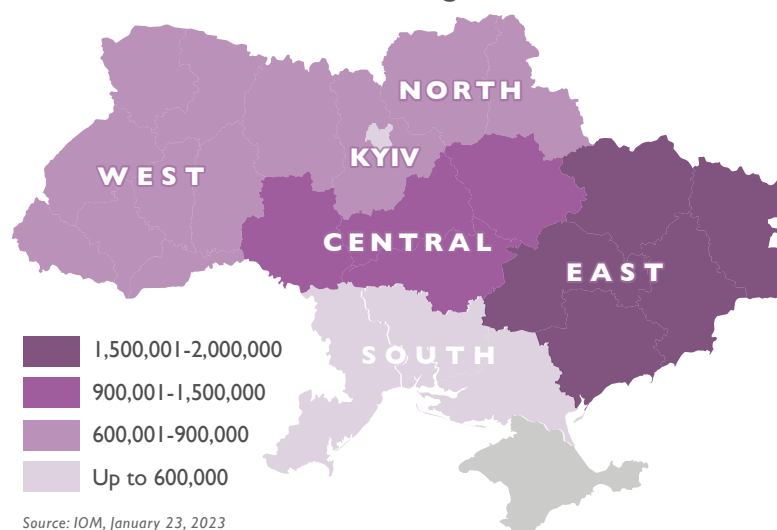 NORTH
KYIV
WEST
CENTRAL
EAST
SOUTH
1,500,001-2,000,000
900,001-1,500,000
600,001-900,000
Up to 600,000
Source: IOM, January 23, 2023